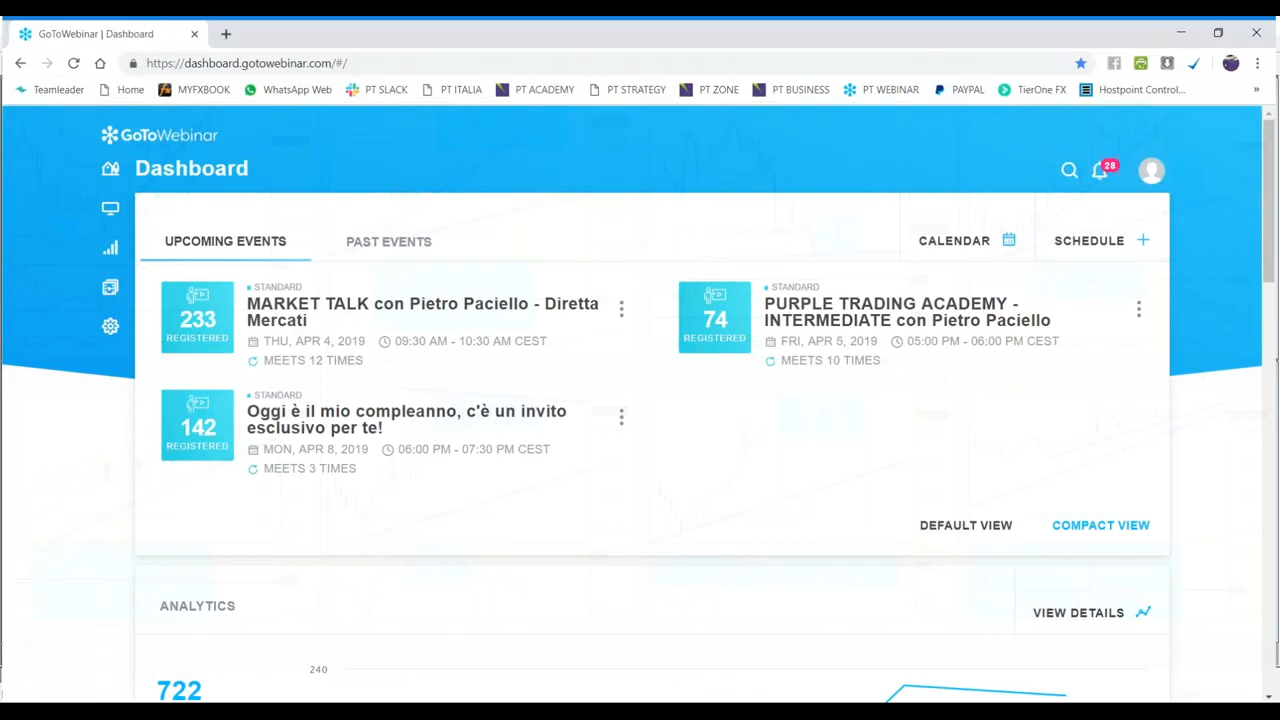 GoToWebinar | Dashboard
https://dashboard.gotowebinar.com/#/
Teamleader Home MYFXBOOK WhatsApp Web PT SLACK PT ITALIA PT ACADEMY PT STRATEGY PT ZONE PT BUSINESS PT WEBINAR PAYPAL TierOne FX Hostpoint Control... »
GoToWebinar
Dashboard
28
UPCOMING EVENTS PAST EVENTS CALENDAR SCHEDULE
233
REGISTERED
STANDARD
MARKET TALK con Pietro Paciello - Diretta
Mercati
THU, APR 4, 2019 09:30 AM - 10:30 AM CEST
MEETS 12 TIMES
74
REGISTERED
STANDARD
PURPLE TRADING ACADEMY -
INTERMEDIATE con Pietro Paciello
FRI, APR 5, 2019 05:00 PM - 06:00 PM CEST
MEETS 10 TIMES
142
REGISTERED
STANDARD
Oggi è il mio compleanno, c'è un invito
esclusivo per te!
MON, APR 8, 2019 06:00 PM - 07:30 PM CEST
MEETS 3 TIMES
DEFAULT VIEW COMPACT VIEW
ANALYTICS
VIEW DETAILS
240
722